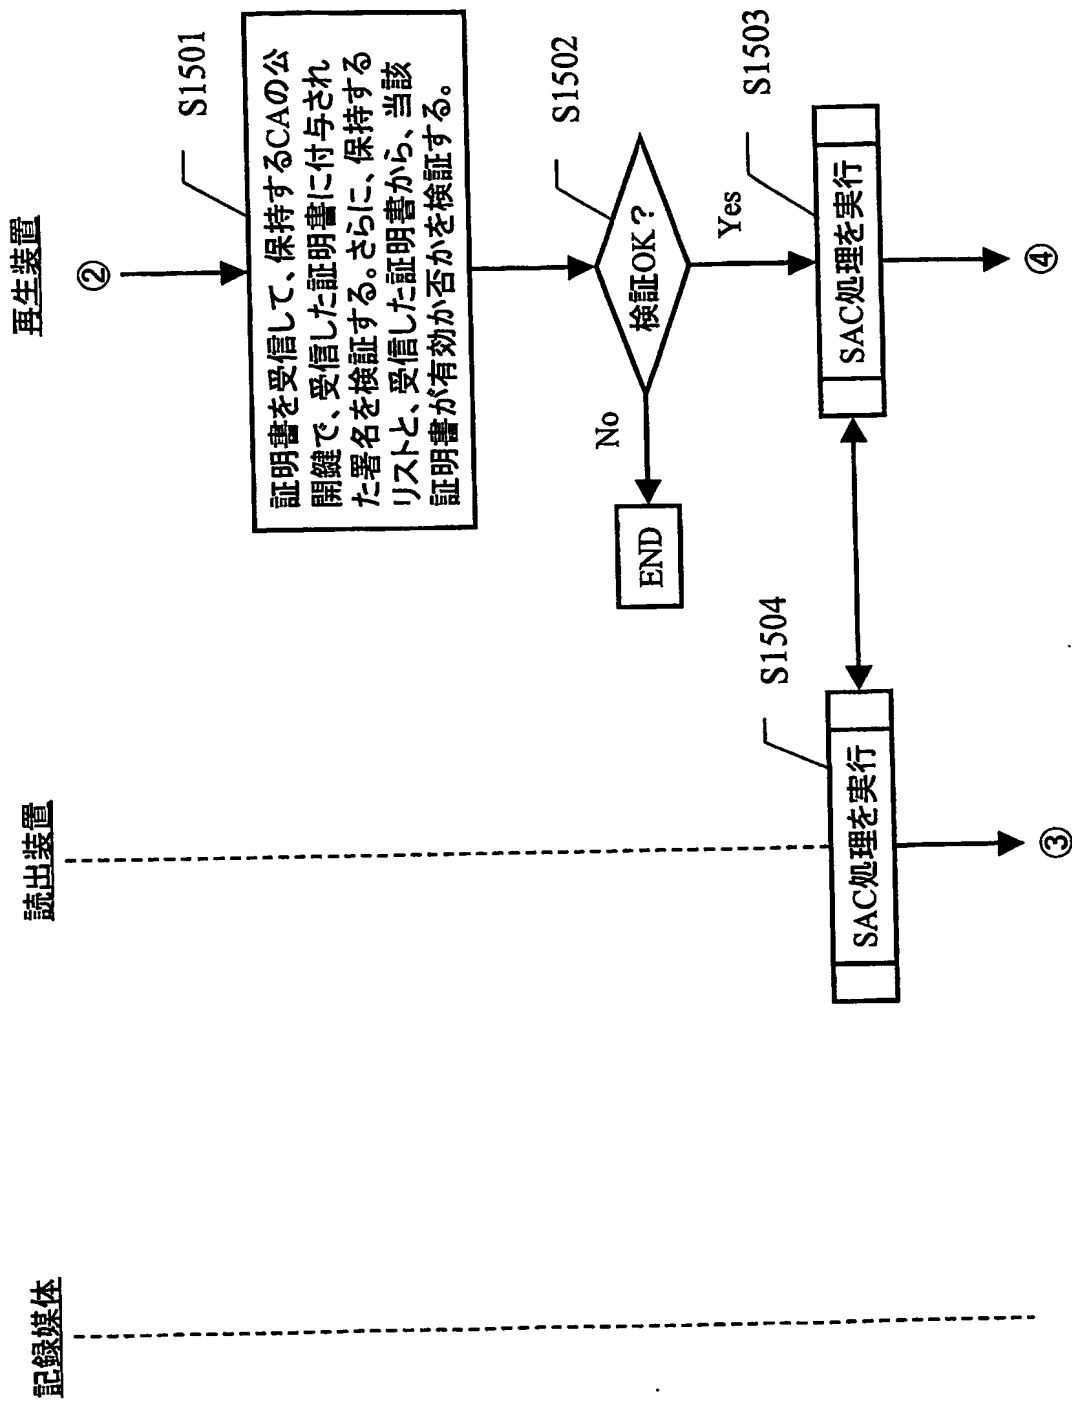 記録媒体
読出装置
再生装置
②
S1501
証明書を受信して、保持するCAの公
開鍵で、受信した証明書に付与され
た署名を検証する。さらに、保持する
リストと、受信した証明書から、当該
証明書が有効か否かを検証する。
S1502
検証OK？
No
END
Yes
S1503
SAC処理を実行
S1504
SAC処理を実行
③
④